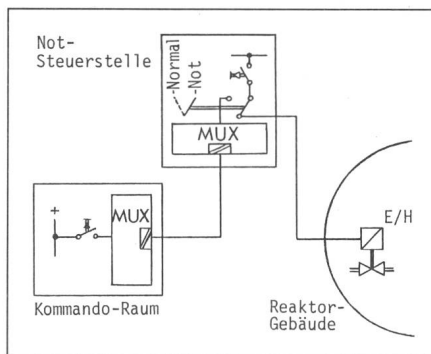 Not-
Steuerstelle
Normal
Not
MUX
+
MUX
E/H
Kommando-Raum
Reaktor-
Gebäude